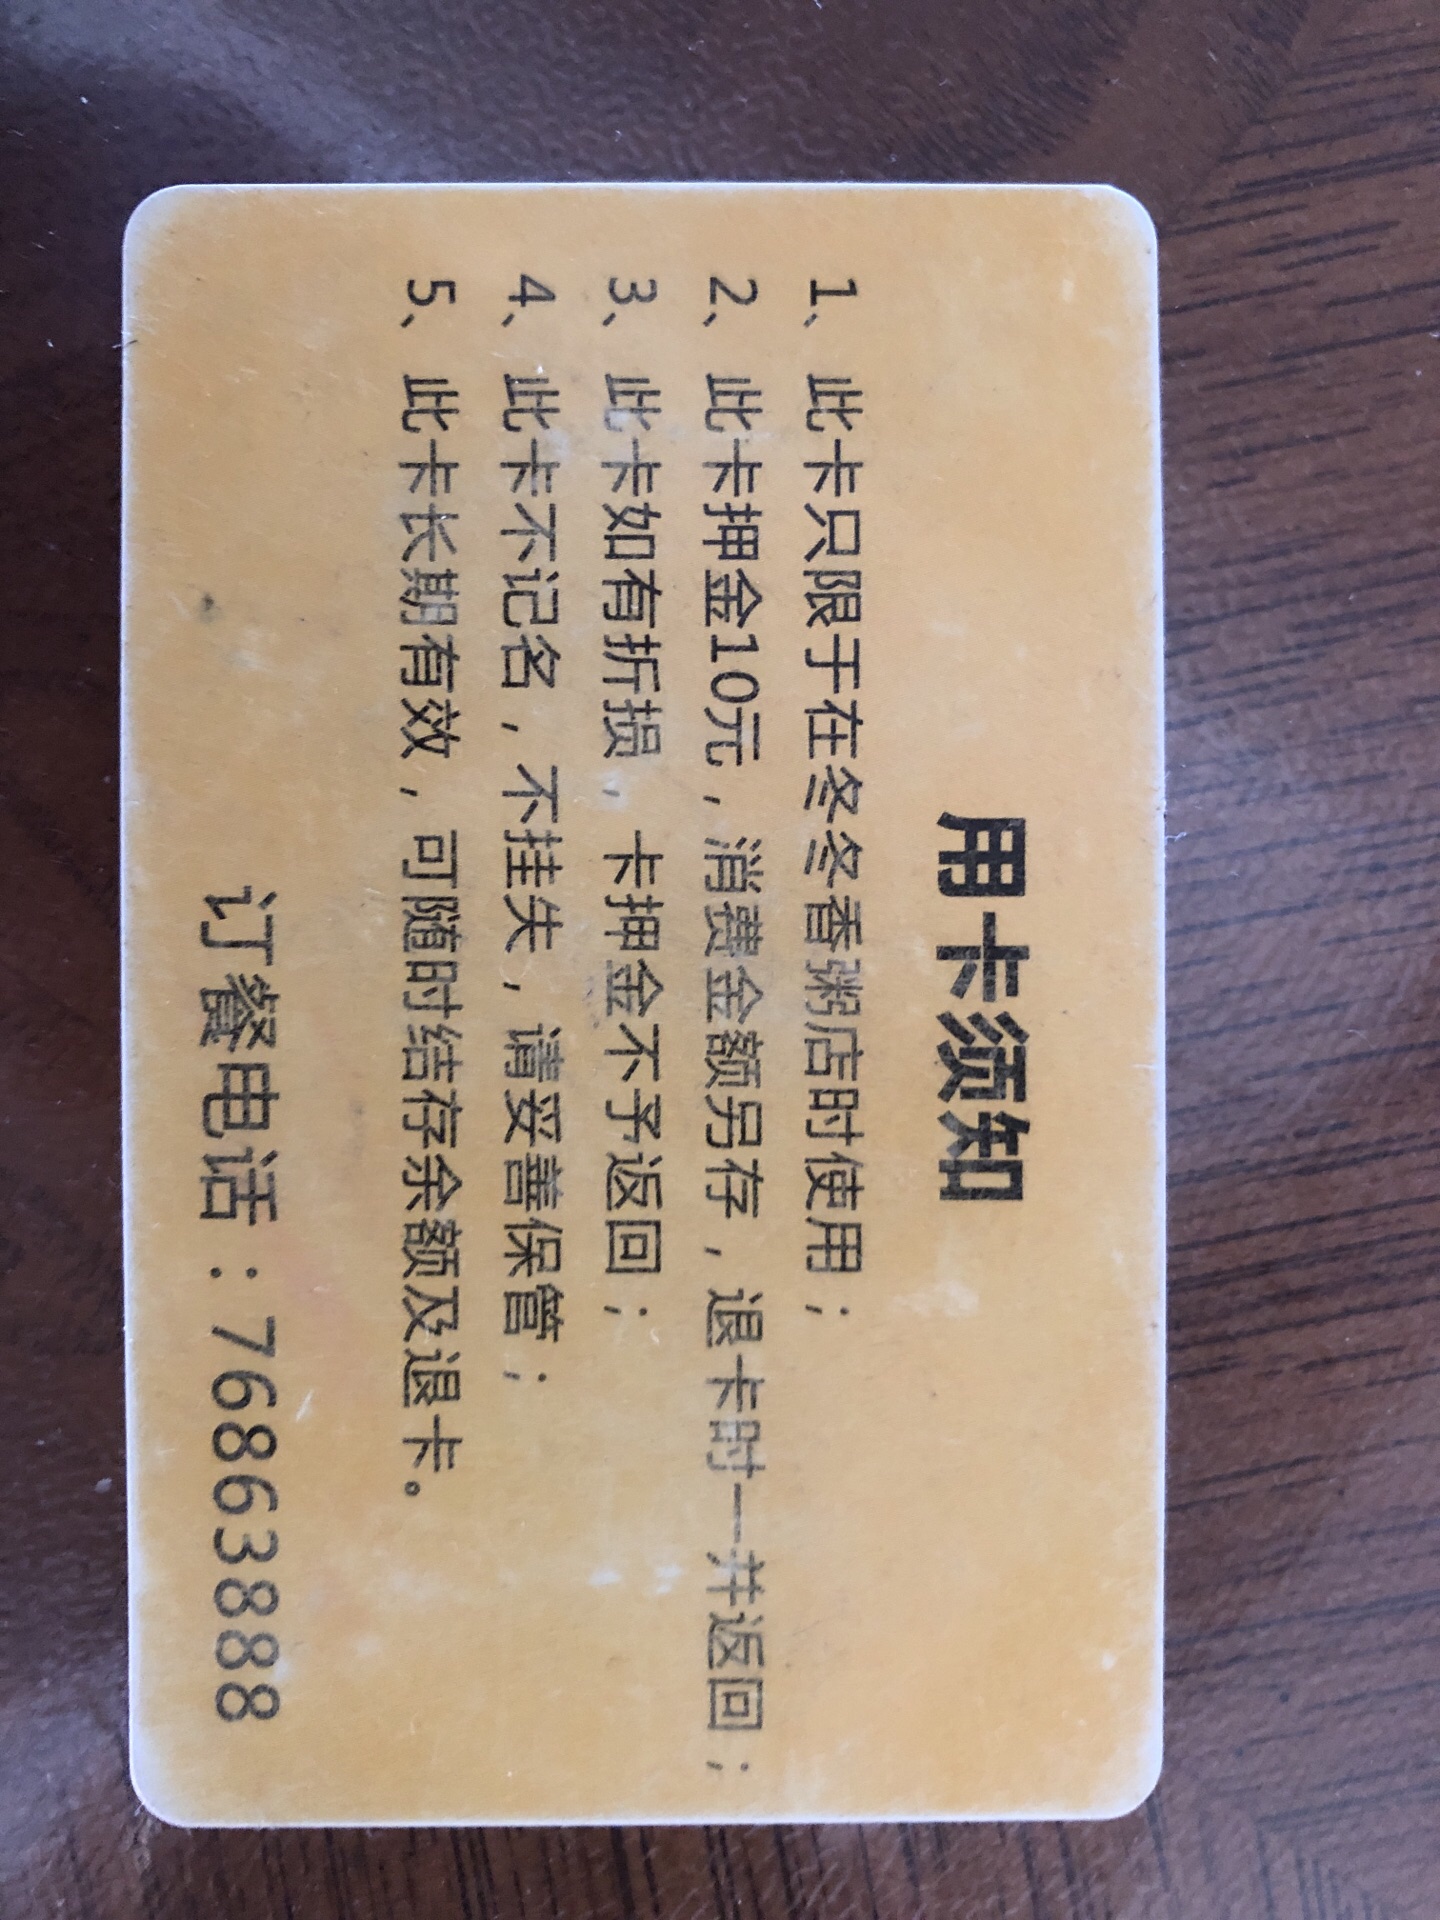 用卡须知
1、此卡只限于在冬冬香粥店时使用；
2、此卡押金10元，消费金额另存，退卡时一并返回；
3、此卡如有折损，卡押金不予返回；
4、此卡不记名，不挂失，请妥善保管；
5、此卡长期有效，可随时结存余额及退卡。
订餐电话：76863888